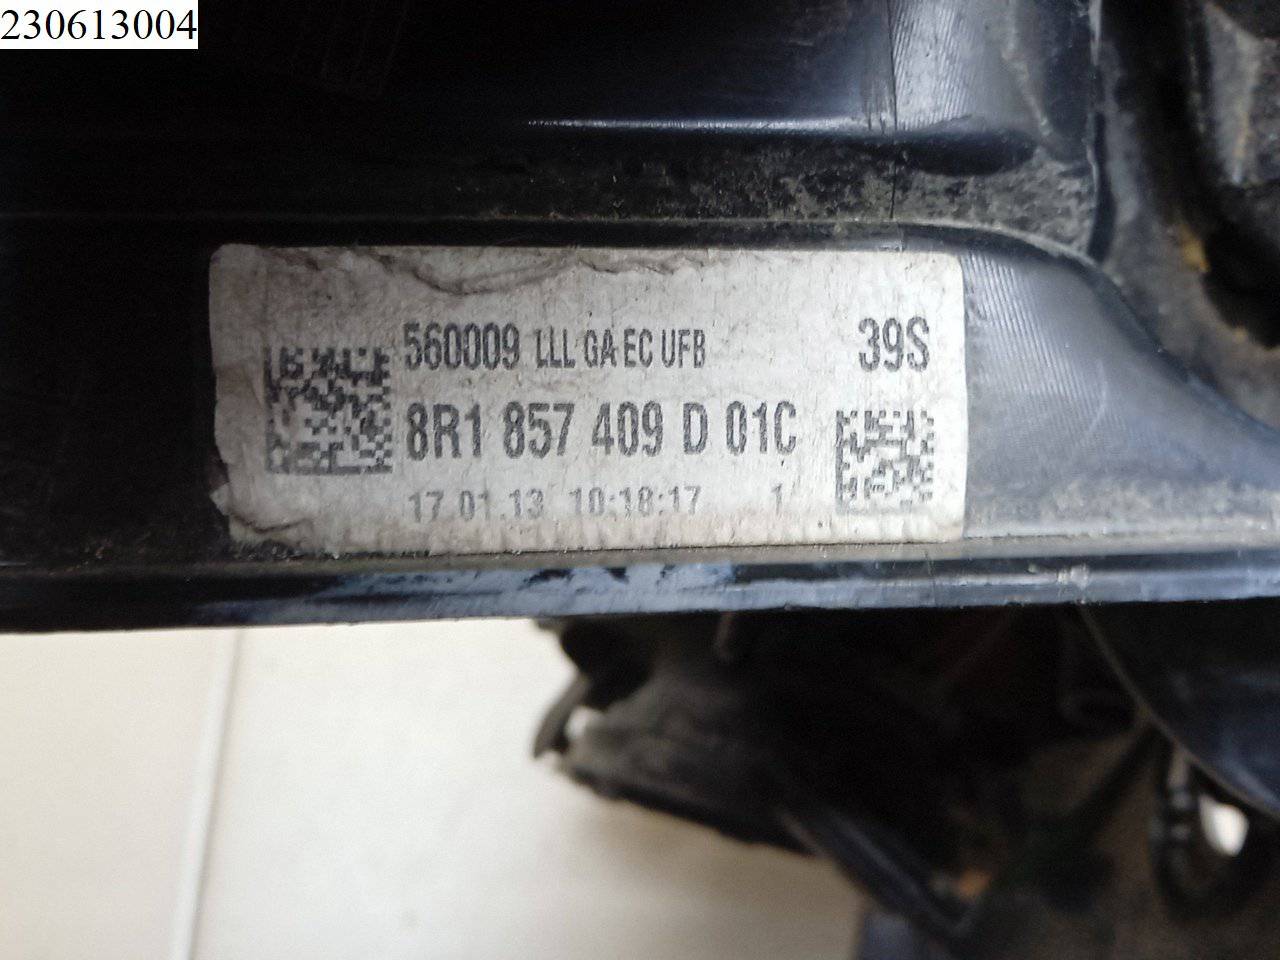 230613004
560009 LLL GA EC UFB 39S
8R1 857 409 D 01C
17.01.13 10:18:17 1